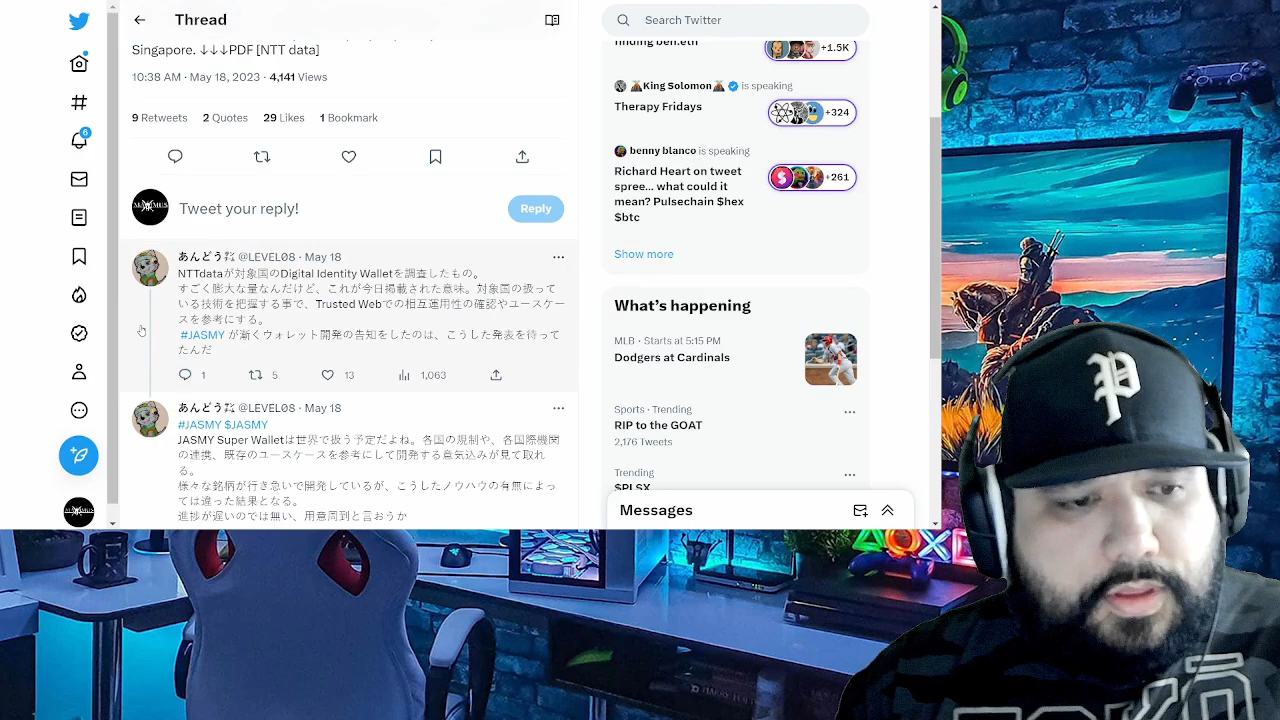 Thread
Search Twitter
Singapore. ↓↓↓PDF [NTT data]
10:38 AM · May 18, 2023 · 4,141 Views
9 Retweets 2 Quotes 29 Likes 1 Bookmark
Tweet your reply!
Reply
あんどう @LEVEL08 · May 18
NTTdataが対象国のDigital Identity Walletを調査したもの。
すごく膨大な量なんだけど、これが今日掲載された意味。対象国の扱って
いる技術を把握する事で、Trusted Webでの相互運用性の確認やユースケー
スを参考にする。
#JASMY が新くウォレット開発の告知をしたのは、こうした発表を待って
たんだ
1 5 13 1,063
あんどう @LEVEL08 · May 18
#JASMY $JASMY
JASMY Super Walletは世界で扱う予定だよね。各国の規制や、各国際機関
の連携、既存のユースケースを参考にして開発する意気込みが見て取れ
る。
様々な銘柄が行き急いで開発しているが、こうしたノウハウの有無によっ
ては違った結果となる。
進捗が遅いのでは無い、用意周到と言おうか
finding ben.eth
+1.5K
King Solomon is speaking
Therapy Fridays
+324
benny blanco is speaking
Richard Heart on tweet
spree... what could it
mean? Pulsechain $hex
$btc
+261
Show more
What's happening
MLB · Starts at 5:15 PM
Dodgers at Cardinals
Sports · Trending
RIP to the GOAT
2,176 Tweets
Trending
$PLSX
Messages
6
P